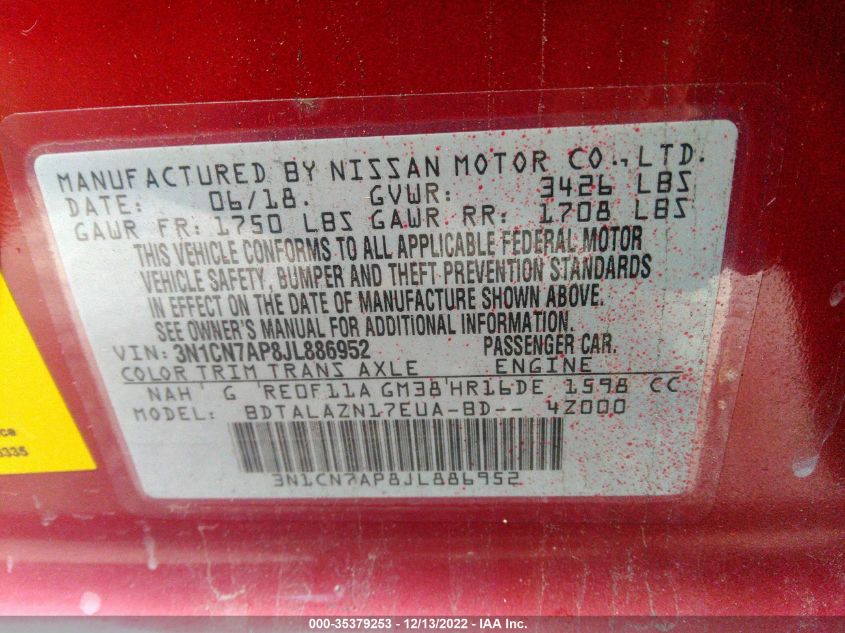 MANUFACTURED BY NISSAN MOTOR CO., LTD.
DATE: 06/18. GVWR: 3426 LBS
GAWR FR: 1750 LBS GAWR RR: 1708 LBS
THIS VEHICLE CONFORMS TO ALL APPLICABLE FEDERAL MOTOR
VEHICLE SAFETY, BUMPER AND THEFT PREVENTION STANDARDS
IN EFFECT ON THE DATE OF MANUFACTURE SHOWN ABOVE.
SEE OWNER'S MANUAL FOR ADDITIONAL INFORMATION.
VIN: 3N1CN7AP8JL886952 PASSENGER CAR.
COLOR TRIM TRANS AXLE ENGINE
NAH G RE0F11A GM38 HR16DE 1598 CC
MODEL: BDTALAZN17EUA-BD-- 4Z000
3N1CN7AP8JL886952
000-35379253 - 12/13/2022 - IAA Inc.